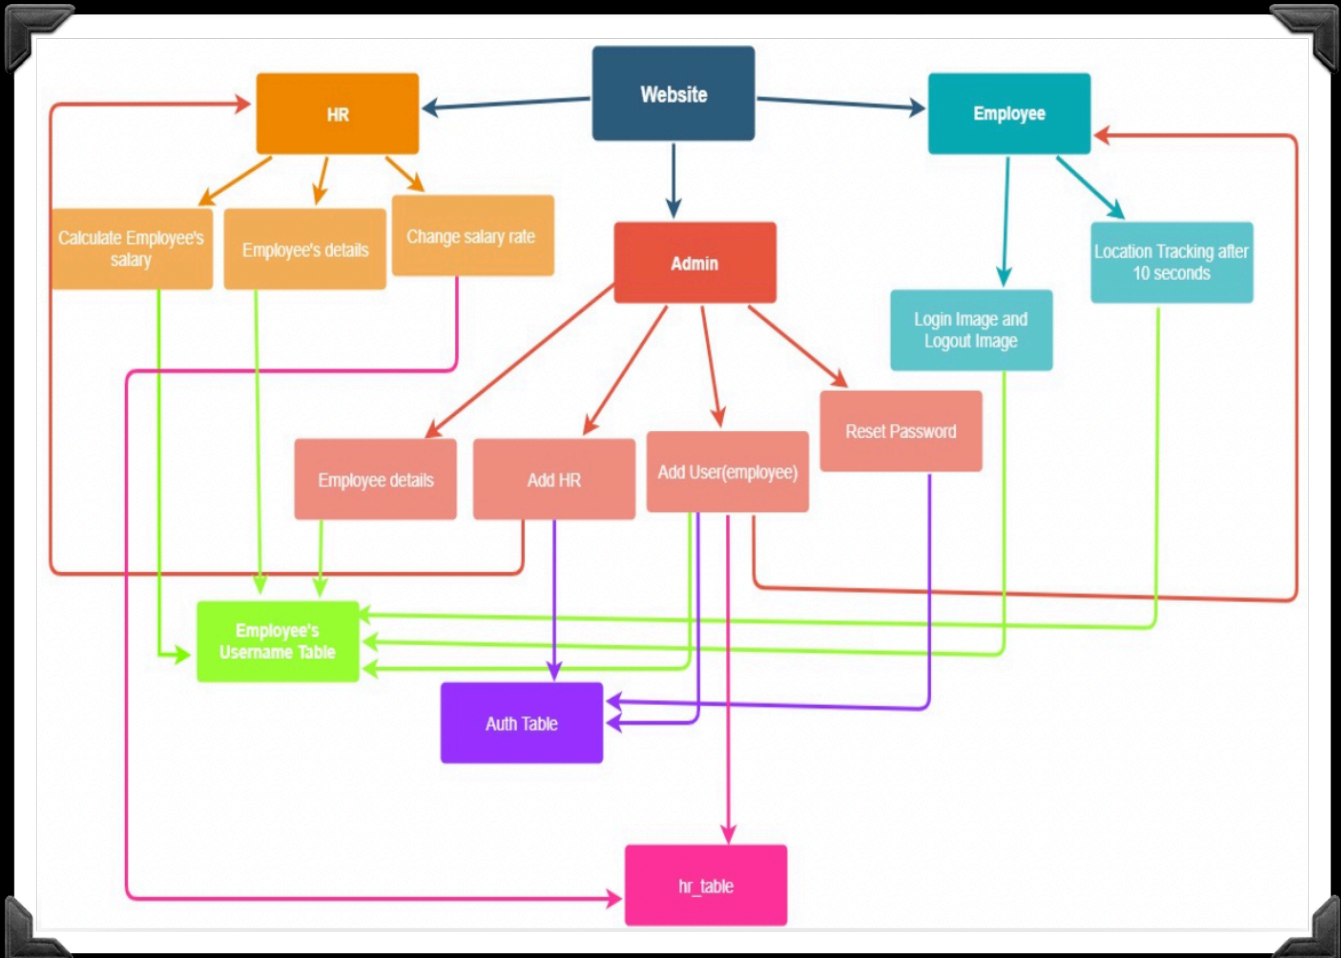 Website
HR
Employee
Calculate Employee's
salary
Employee's details
Change salary rate
Admin
Location Tracking after
10 seconds
Login Image and
Logout Image
Employee details
Add HR
Add User(employee)
Reset Password
Employee's
Username Table
Auth Table
hr_table